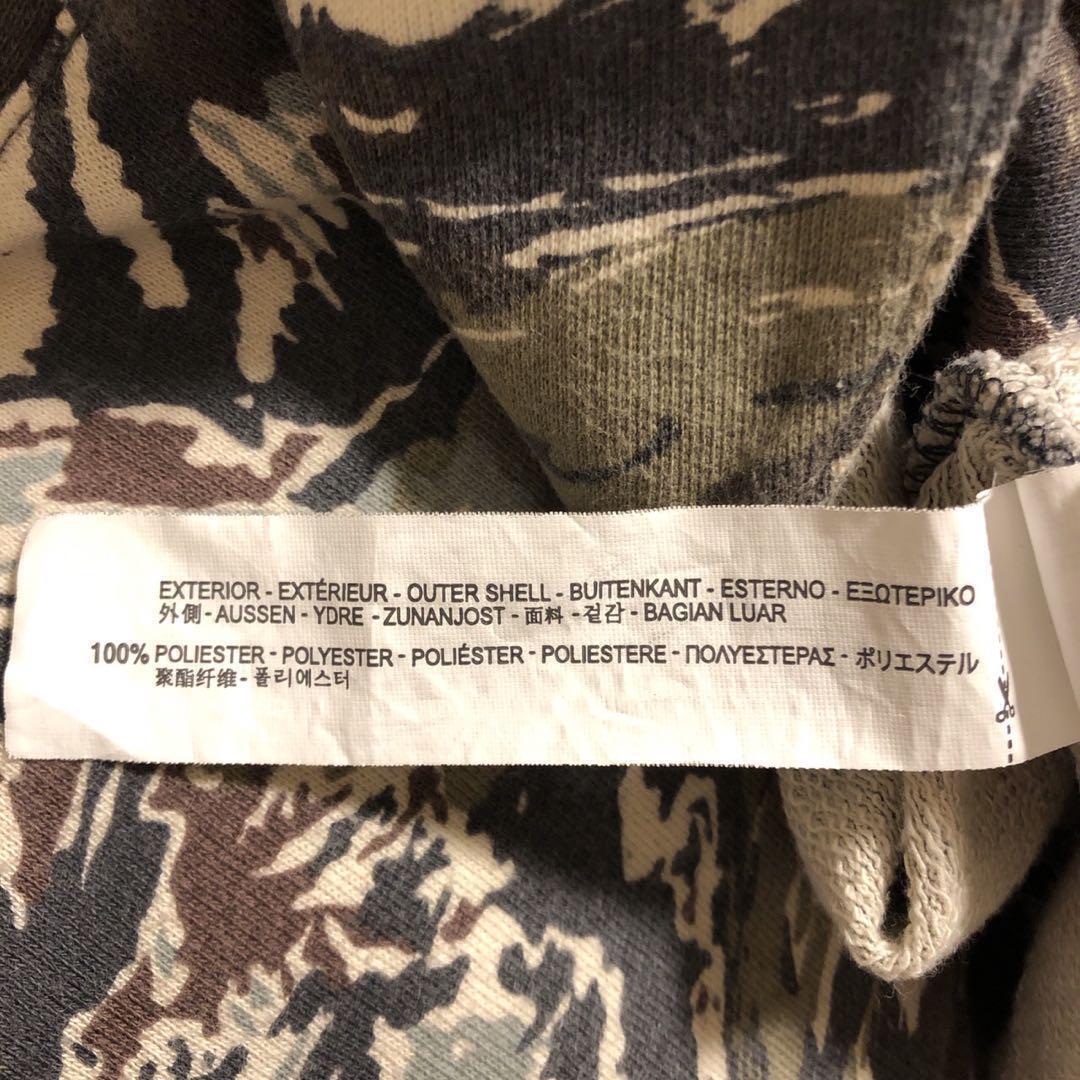 EXTERIOR - EXTÉRIEUR - OUTER SHELL - BUITENKANT - ESTERNO - ΕΞΩΤΕΡΙΚΟ
外側 - AUSSEN - YDRE - ZUNANJOST - 面料 - 겉감 - BAGIAN LUAR
100% POLIESTER - POLYESTER - POLIÉSTER - POLIESTERE - ΠΟΛΥΕΣΤΕΡΑΣ - ポリエステル
聚酯纤维 - 폴리에스터